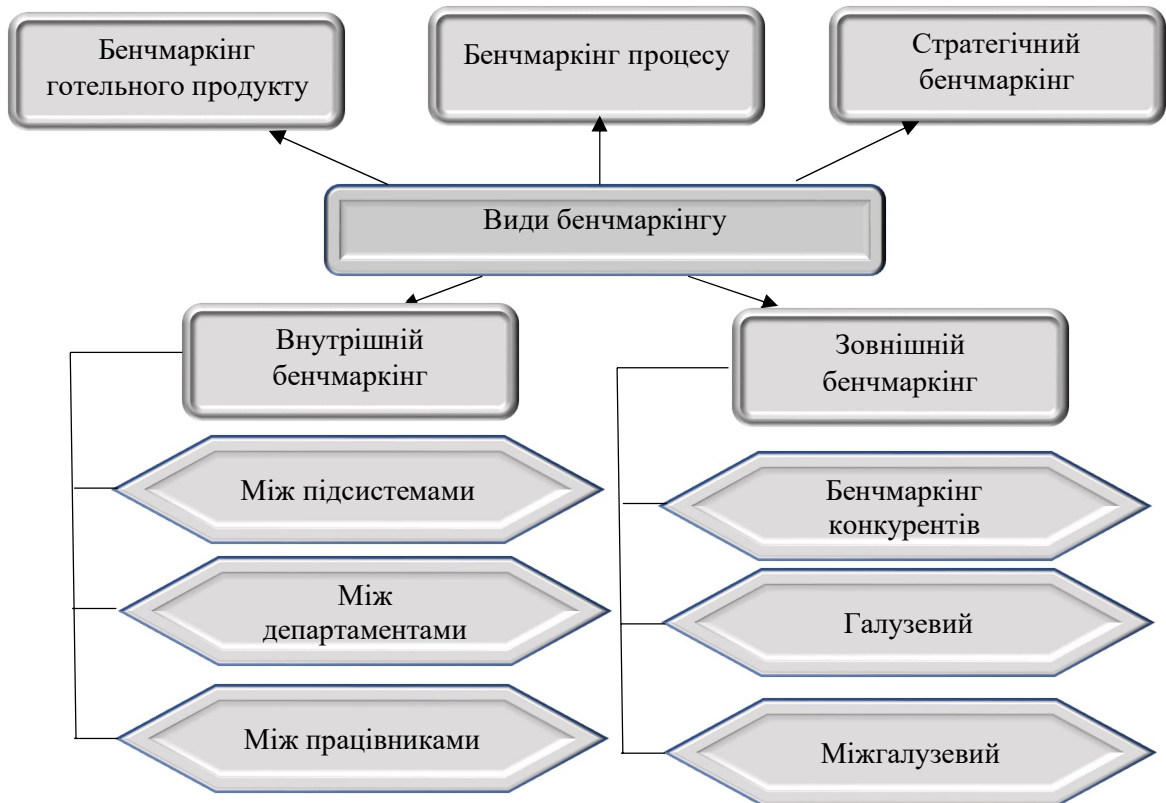 Бенчмаркінг
готельного продукту
Бенчмаркінг процесу
Стратегічний
бенчмаркінг
Види бенчмаркінгу
Внутрішній
бенчмаркінг
Зовнішній
бенчмаркінг
Між підсистемами
Між
департаментами
Між працівниками
Бенчмаркінг
конкурентів
Галузевий
Міжгалузевий